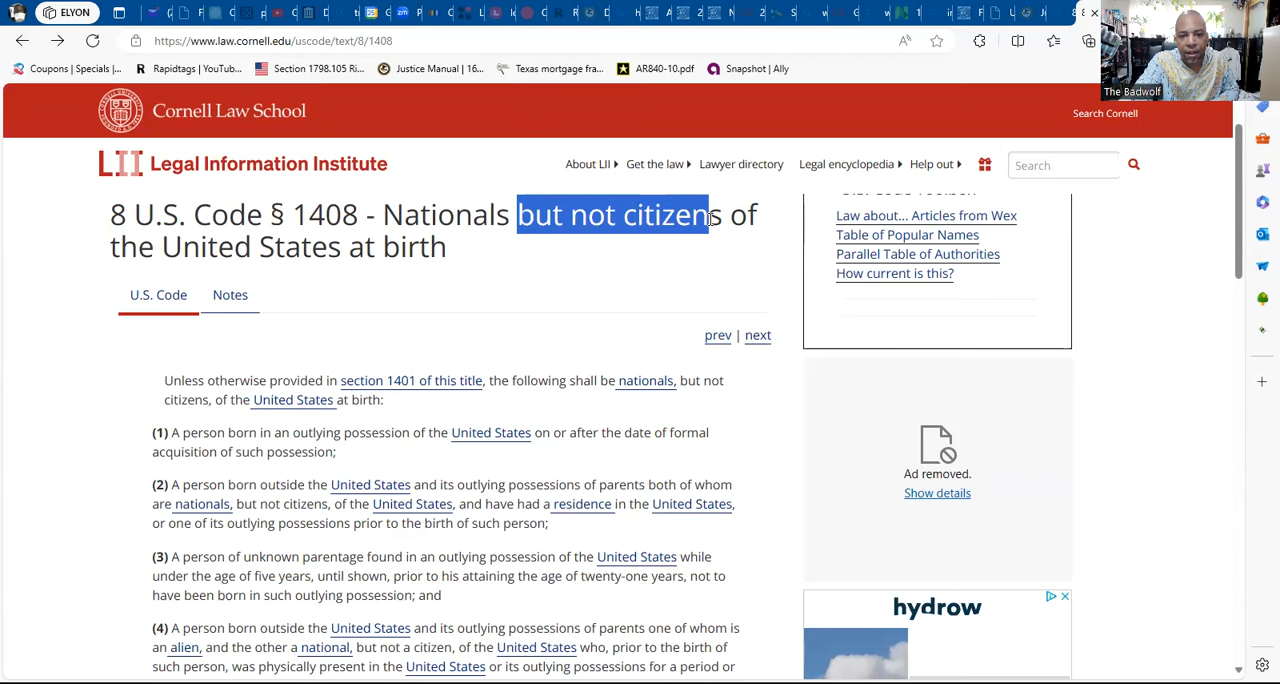 ELYON
https://www.law.cornell.edu/uscode/text/8/1408
Coupons | Specials |...
Rapidtags | YouTub...
Section 1798.105 Ri...
Justice Manual | 16...
Texas mortgage fra...
AR840-10.pdf
Snapshot | Ally
The Badwolf
Cornell Law School
Search Cornell
LII Legal Information Institute
About LII Get the law Lawyer directory Legal encyclopedia Help out Search
8 U.S. Code § 1408 - Nationals but not citizens of
the United States at birth
U.S. Code Notes
prev | next
Unless otherwise provided in section 1401 of this title, the following shall be nationals, but not
citizens, of the United States at birth:
(1) A person born in an outlying possession of the United States on or after the date of formal
acquisition of such possession;
(2) A person born outside the United States and its outlying possessions of parents both of whom
are nationals, but not citizens, of the United States, and have had a residence in the United States,
or one of its outlying possessions prior to the birth of such person;
(3) A person of unknown parentage found in an outlying possession of the United States while
under the age of five years, until shown, prior to his attaining the age of twenty-one years, not to
have been born in such outlying possession; and
(4) A person born outside the United States and its outlying possessions of parents one of whom is
an alien, and the other a national, but not a citizen, of the United States who, prior to the birth of
such person, was physically present in the United States or its outlying possessions for a period or
Law about... Articles from Wex
Table of Popular Names
Parallel Table of Authorities
How current is this?
Ad removed.
Show details
hydrow